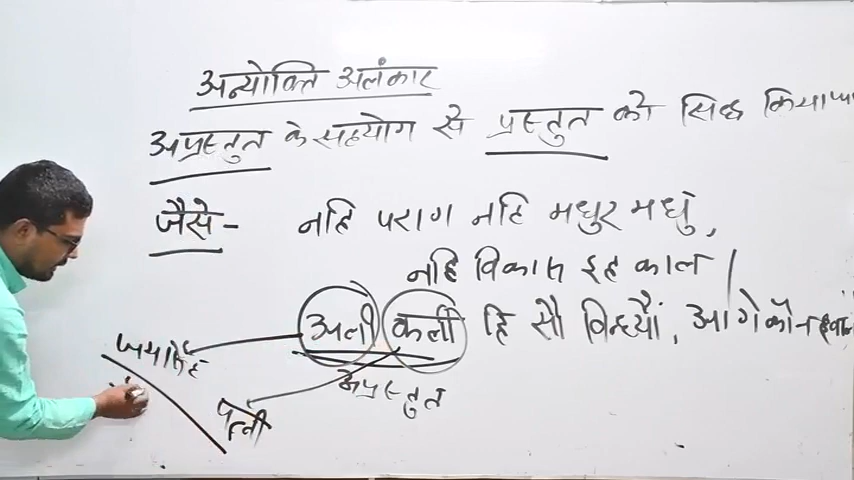 अन्योक्ति अलंकार
अप्रस्तुत के सहयोग से प्रस्तुत को सिद्ध किया
जैसे- नहि पराग नहि मधुर मधुं,
नहि विकास इह काल /
अली कली हि सौ विन्ध्यौं, आगे कौन
जयसिंह अप्रस्तुत
पत्नी